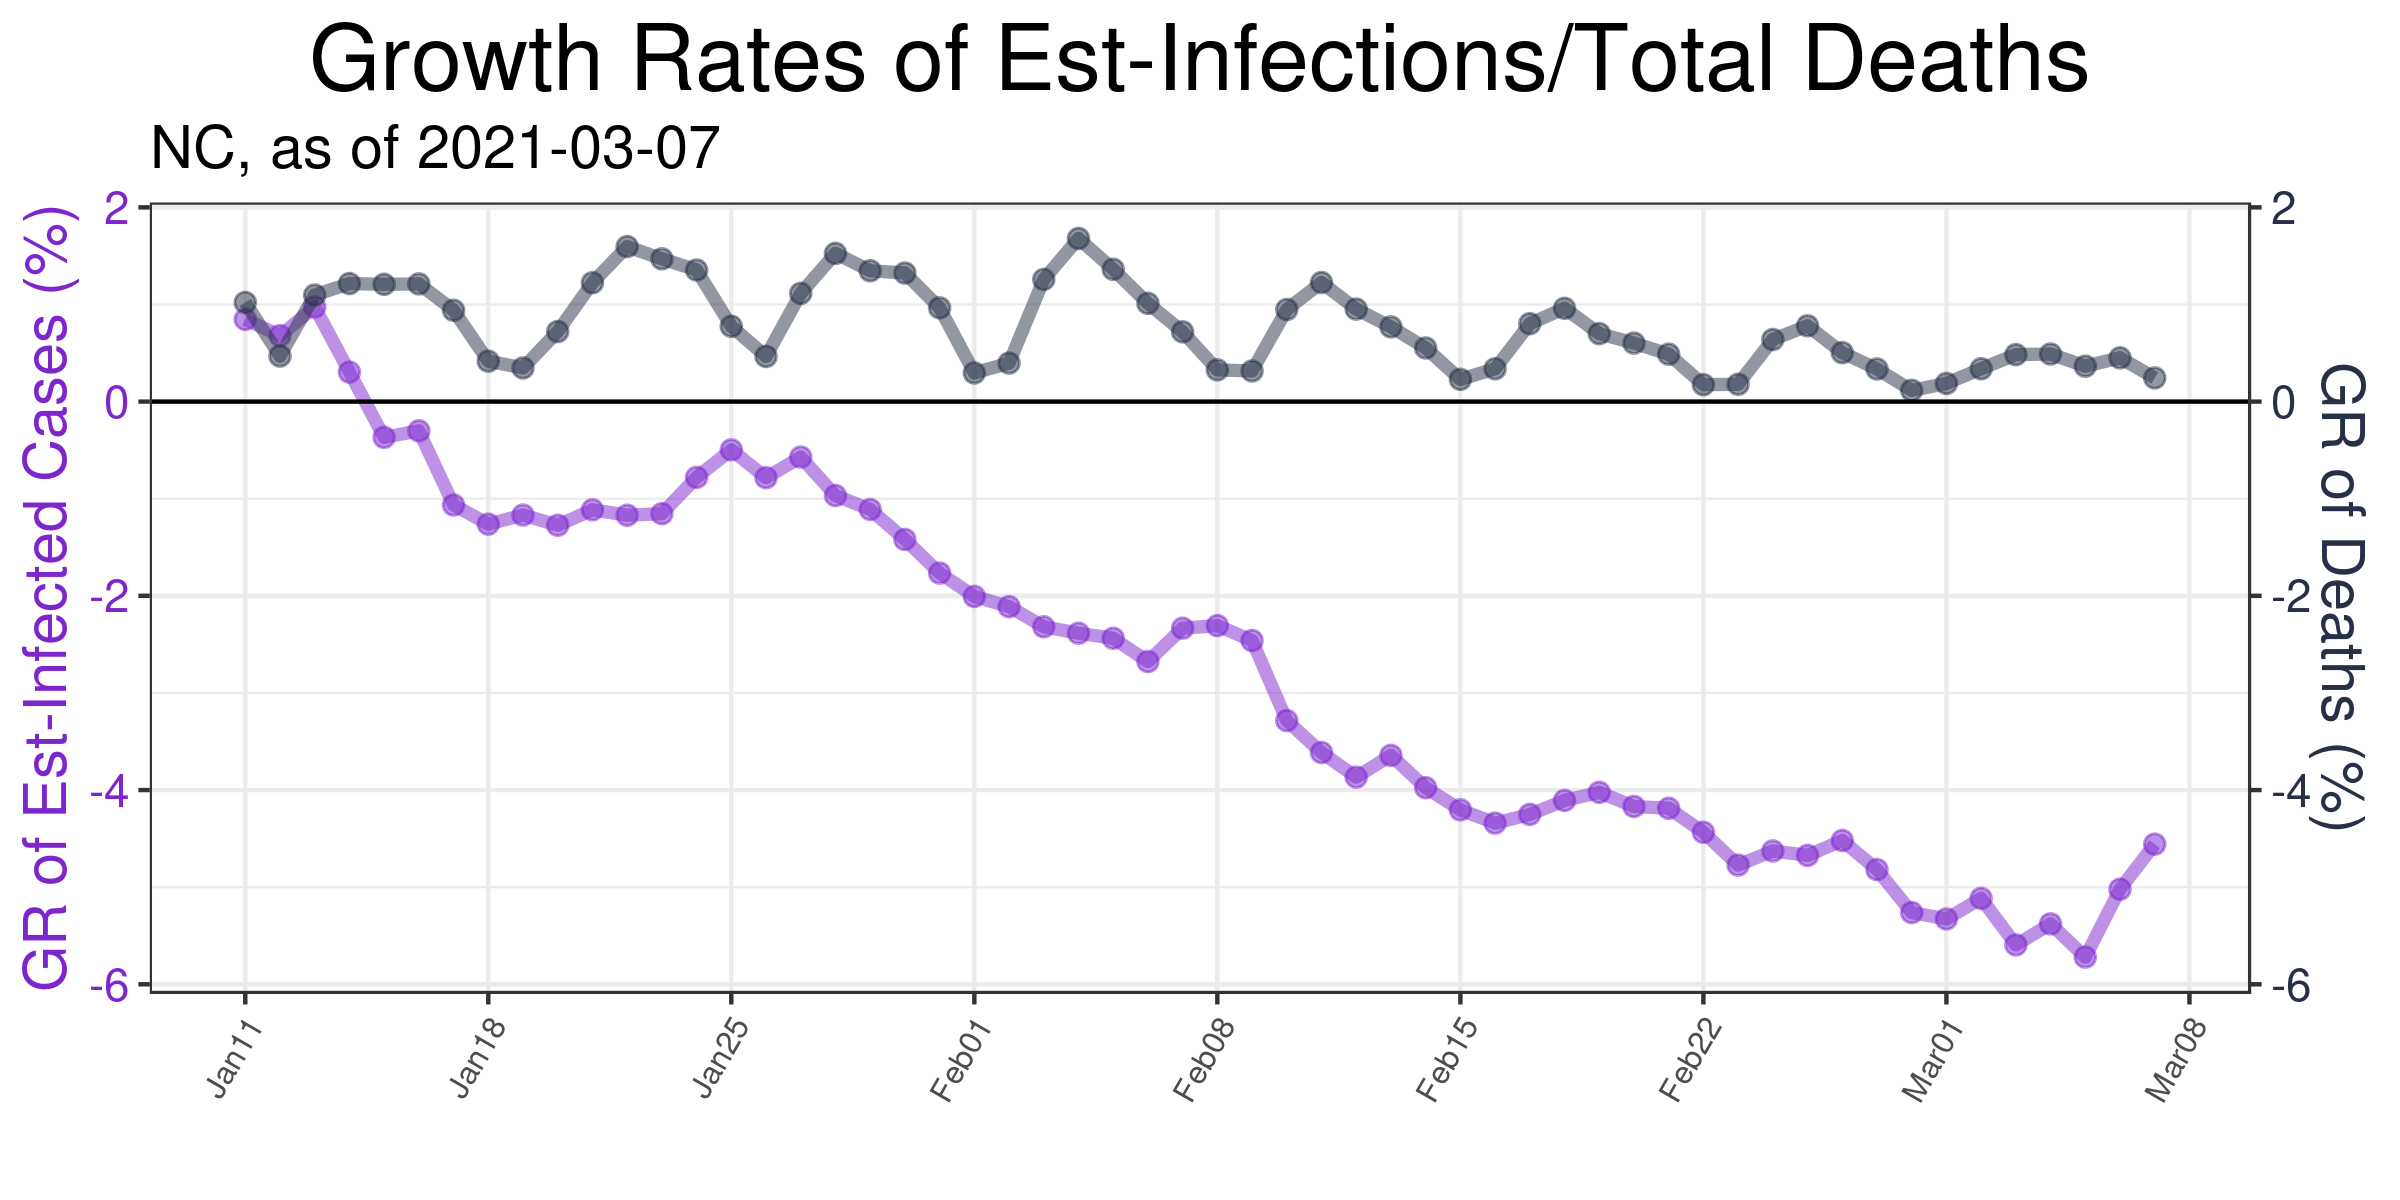 Growth Rates of Est-Infections/Total Deaths
NC, as of 2021-03-07
GR of Est-Infected Cases (%)
2
0
-2
-4
-6
2
0
-2
-4
-6
GR of Deaths (%)
Jan11
Jan18
Jan25
Feb01
Feb08
Feb15
Feb22
Mar01
Mar08